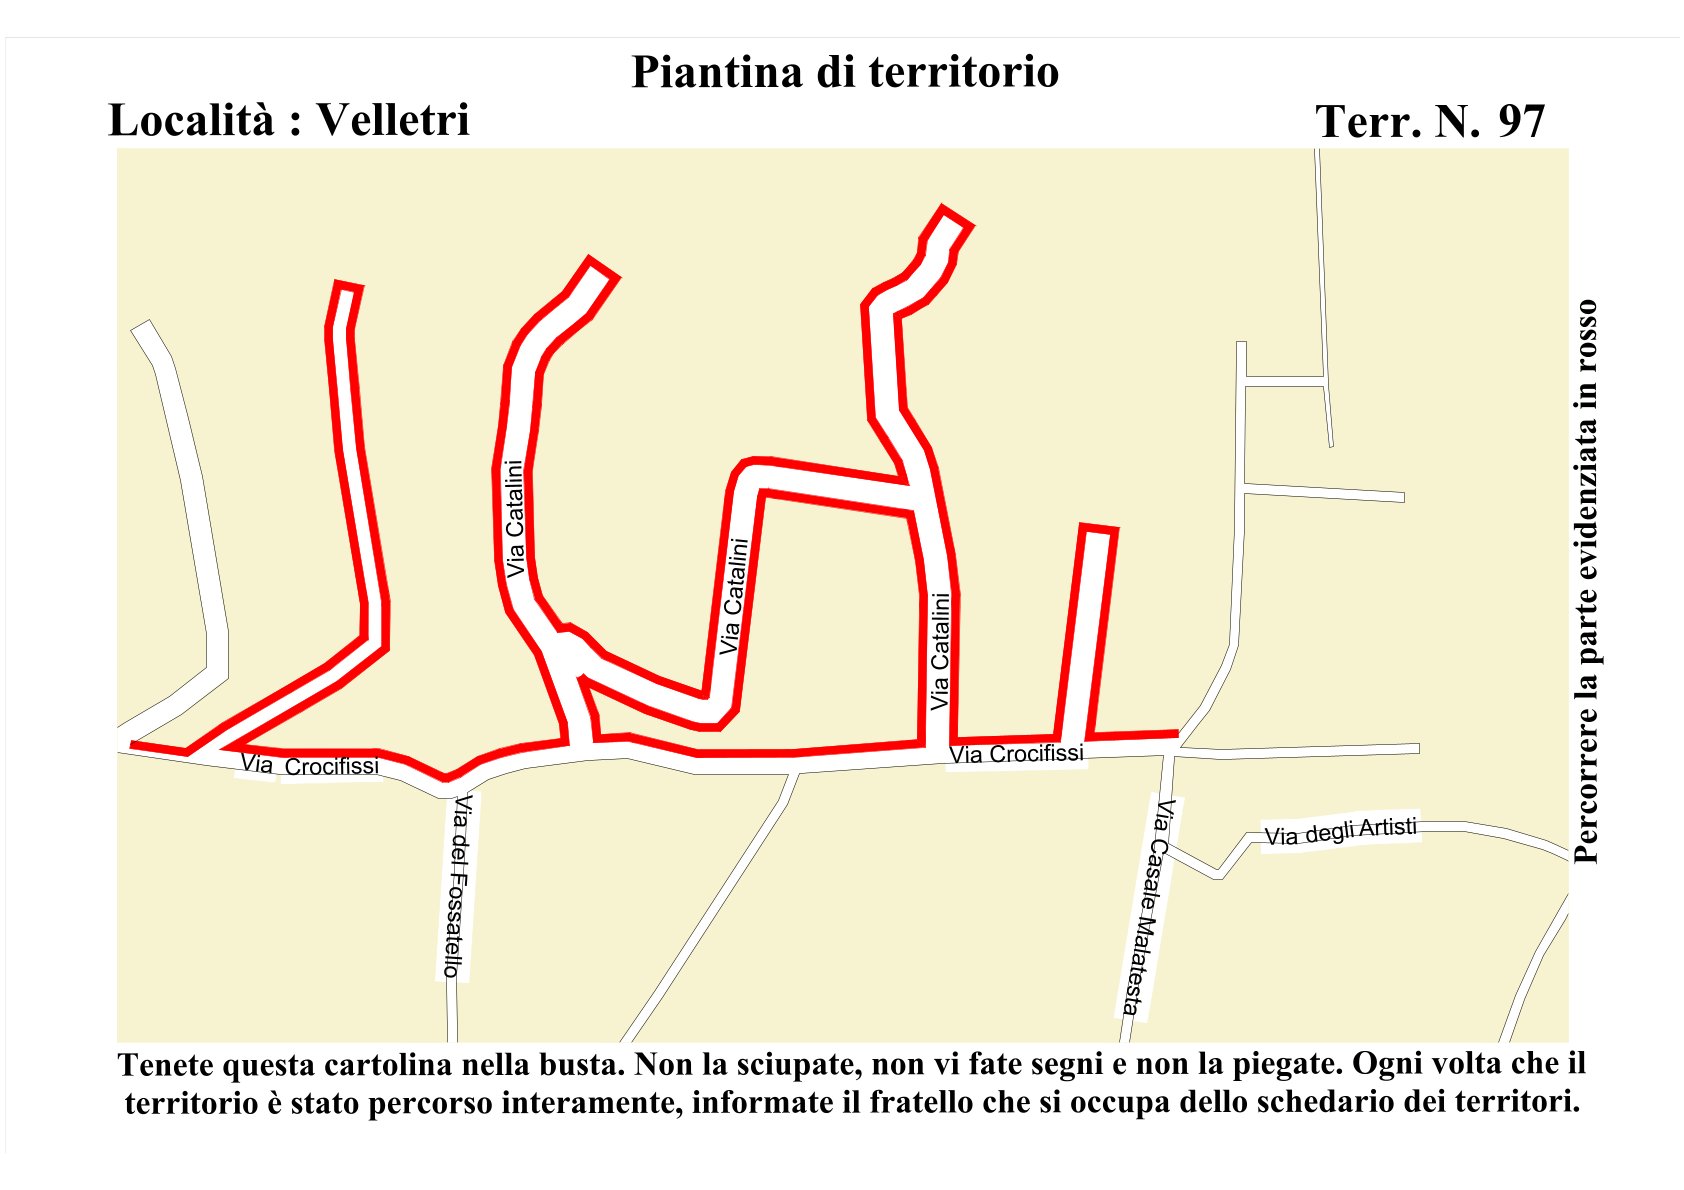 Piantina di territorio
Località : Velletri
Terr. N. 97
Via Catalini
Via Catalini
Via Catalini
Via Crocifissi
Via Crocifissi
Via del Fossatello
Via Casale Malatesta
Via degli Artisti
Percorrere la parte evidenziata in rosso
Tenete questa cartolina nella busta. Non la sciupate, non vi fate segni e non la piegate. Ogni volta che il
territorio è stato percorso interamente, informate il fratello che si occupa dello schedario dei territori.